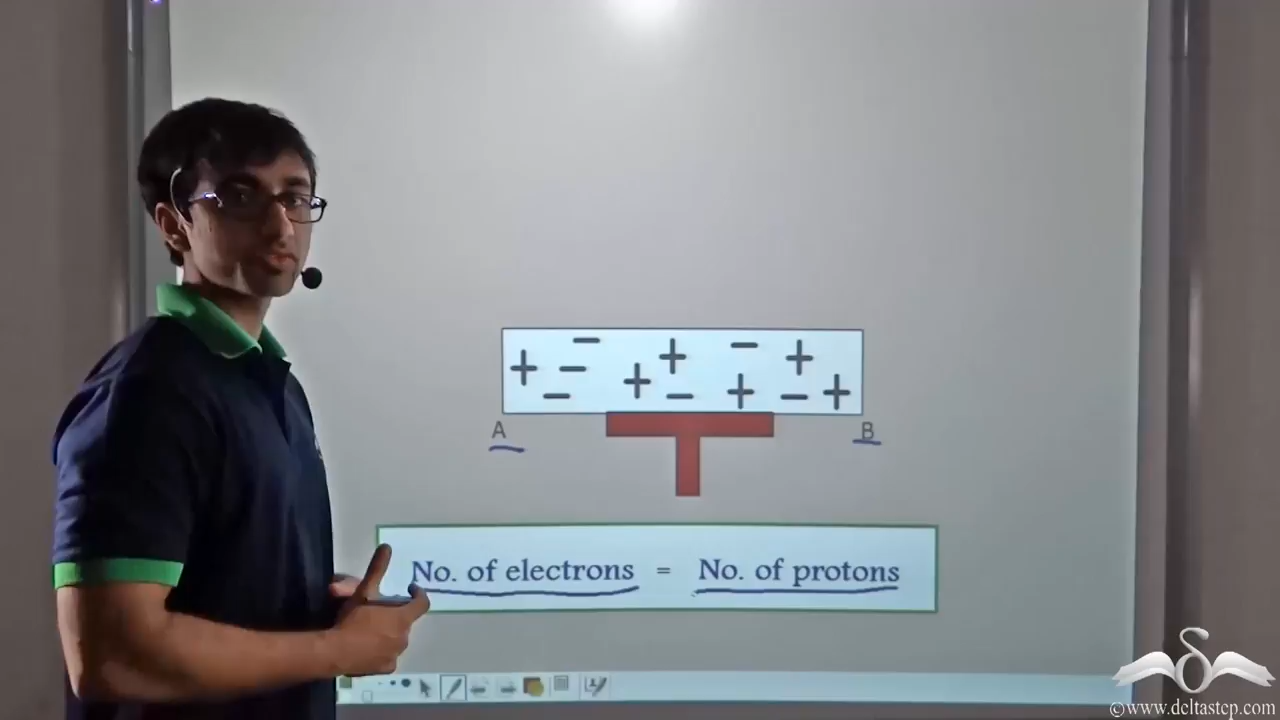 + − − − + + − − + + − +
A B
No. of electrons = No. of protons
©www.deltastep.com